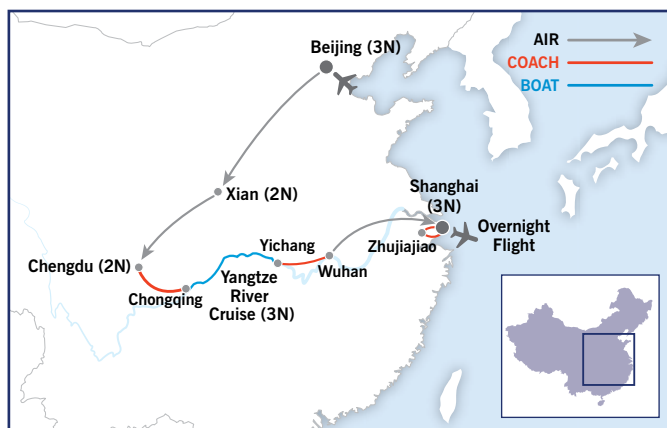 Beijing (3N)
AIR
COACH
BOAT
Xian (2N)
Shanghai
(3N)
Overnight
Flight
Zhujiajiao
Yichang
Wuhan
Chengdu (2N)
Chongqing
Yangtze
River
Cruise (3N)